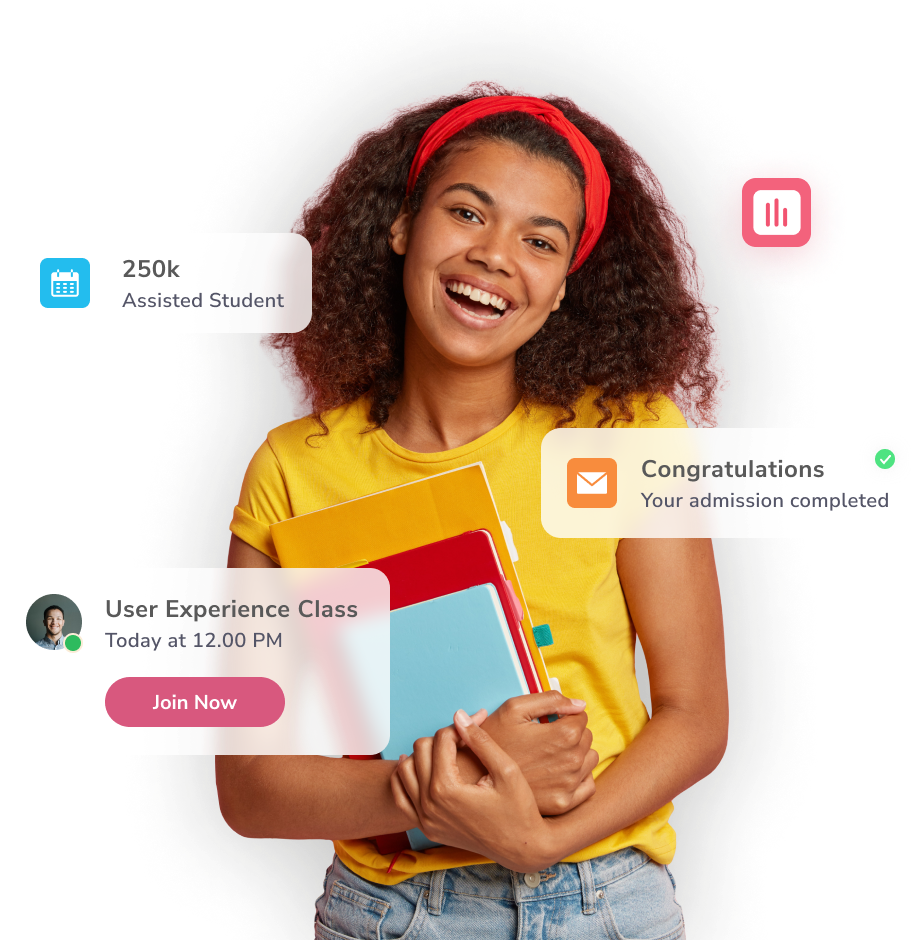 250k
Assisted Student
Congratulations
Your admission completed
User Experience Class
Today at 12.00 PM
Join Now